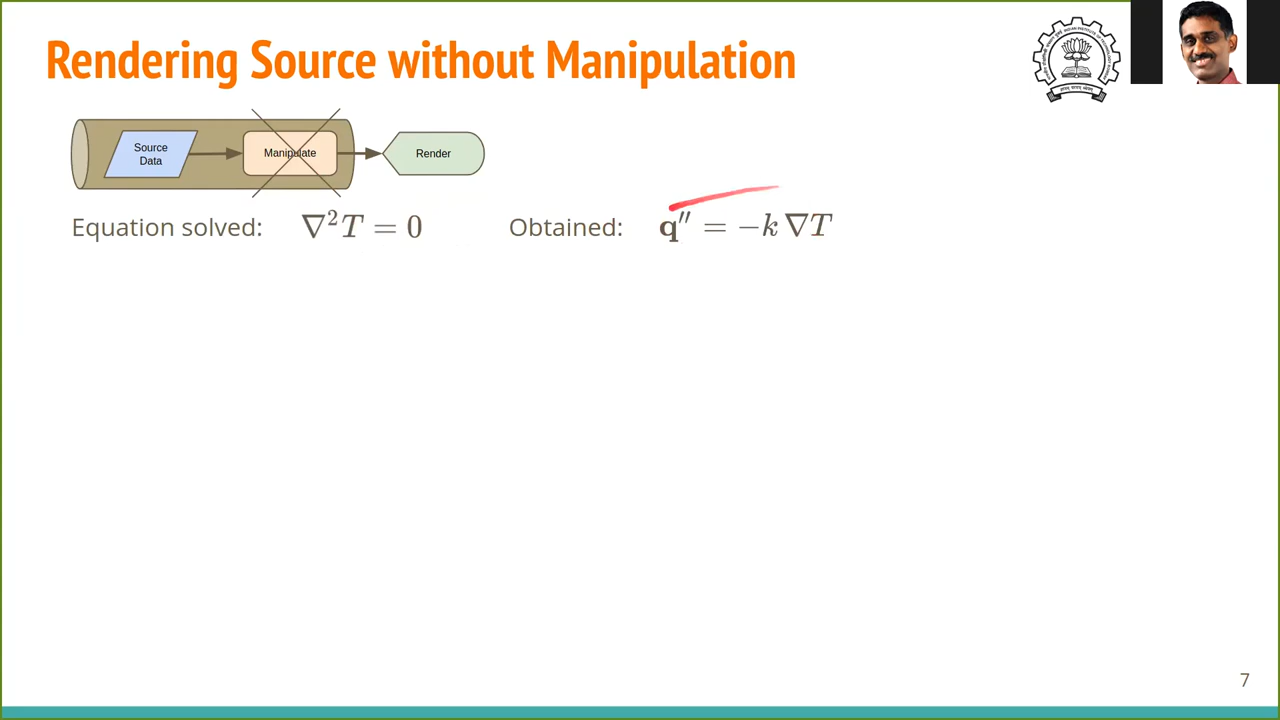 Rendering Source without Manipulation
Source
Data
Manipulate
Render
Equation solved: ∇²T = 0 Obtained: q″ = −k ∇T
7